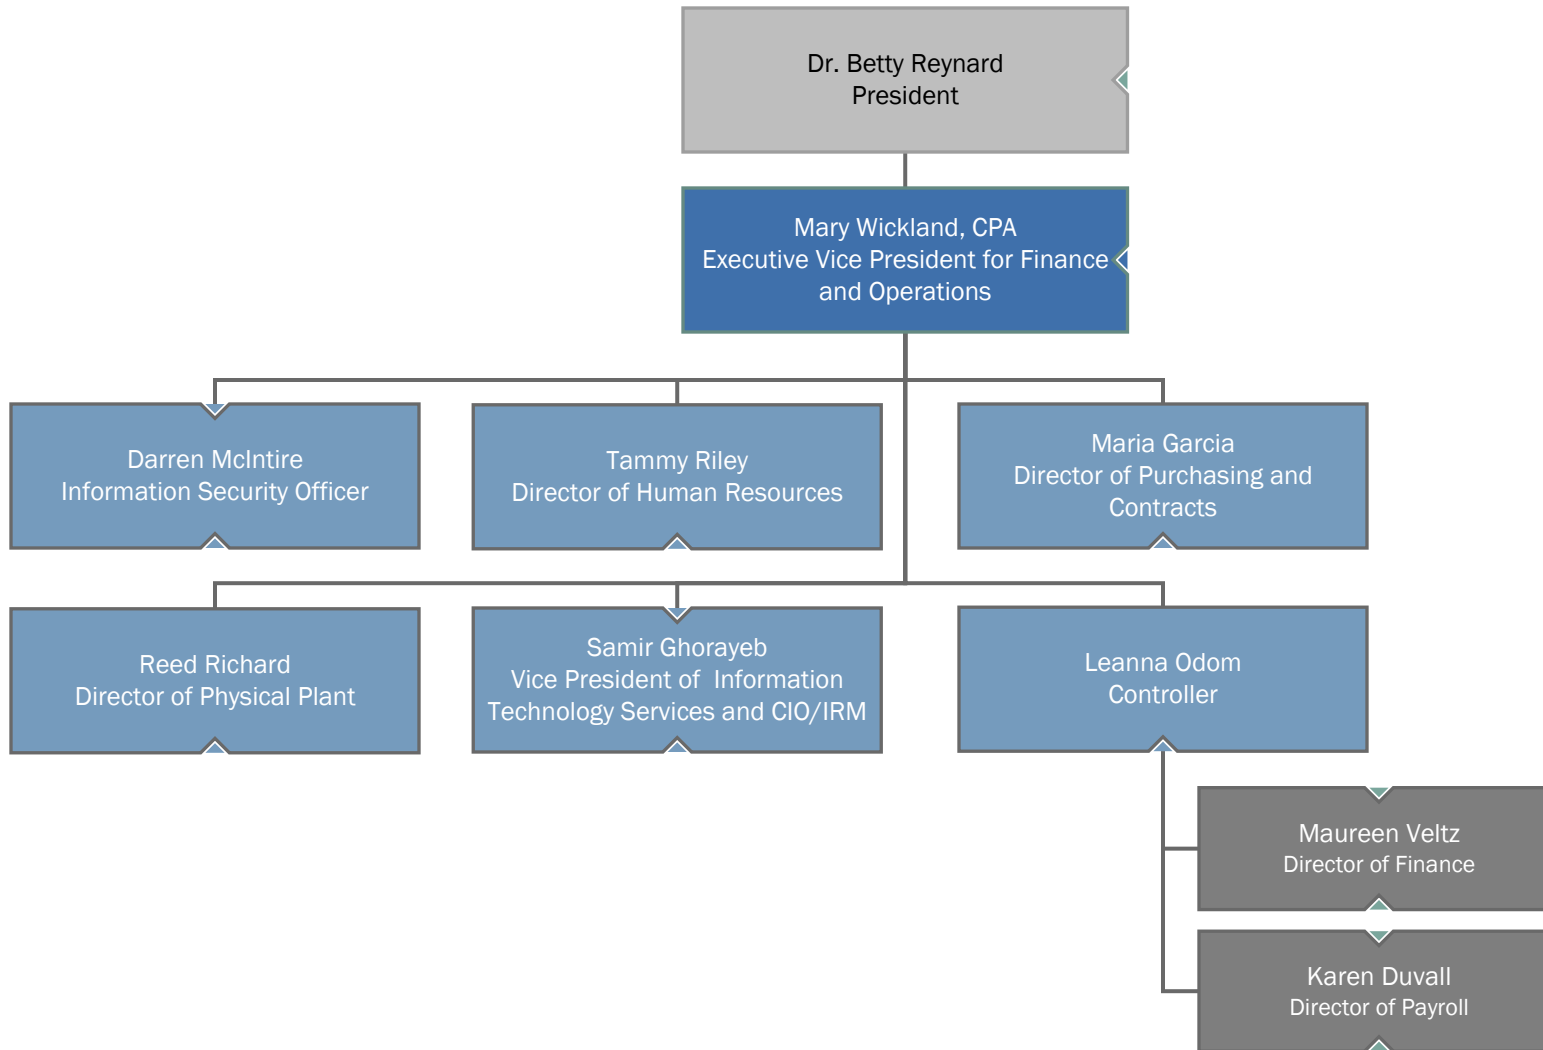 Dr. Betty Reynard
President
Mary Wickland, CPA
Executive Vice President for Finance
and Operations
Darren McIntire
Information Security Officer
Tammy Riley
Director of Human Resources
Maria Garcia
Director of Purchasing and
Contracts
Reed Richard
Director of Physical Plant
Samir Ghorayeb
Vice President of  Information
Technology Services and CIO/IRM
Leanna Odom
Controller
Maureen Veltz
Director of Finance
Karen Duvall
Director of Payroll